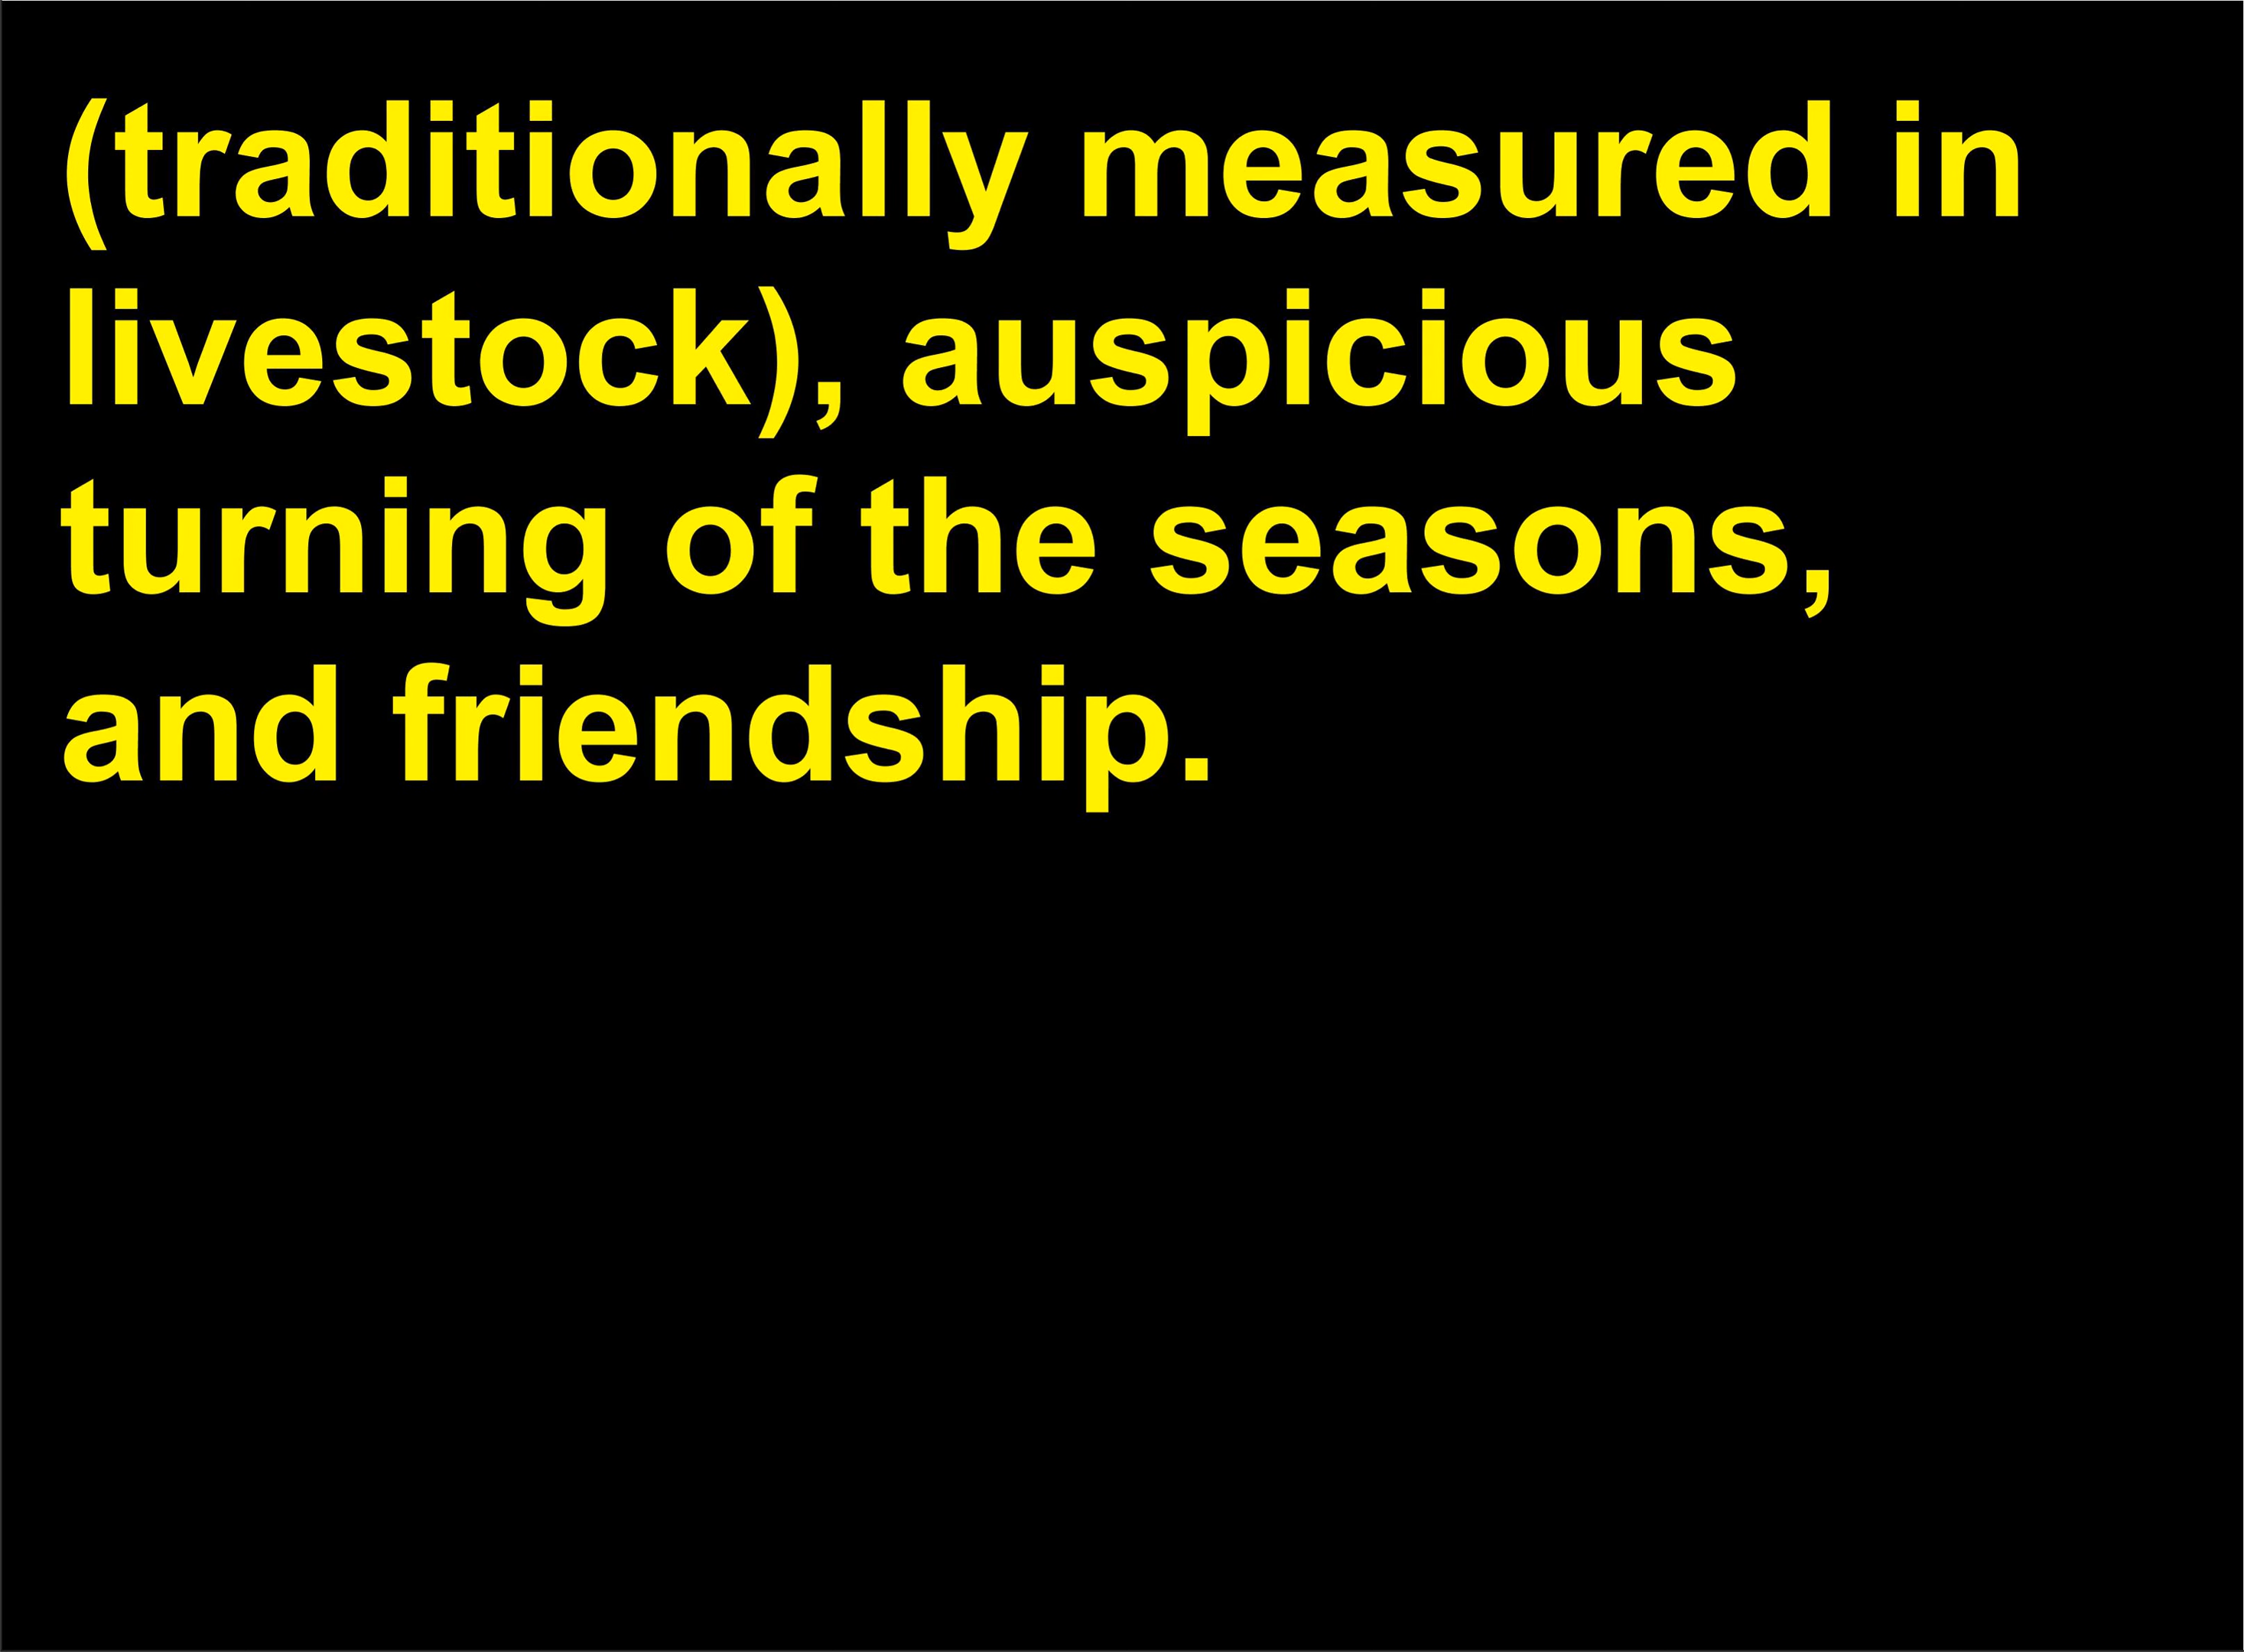 (traditionally measured in
livestock), auspicious
turning of the seasons,
and friendship.